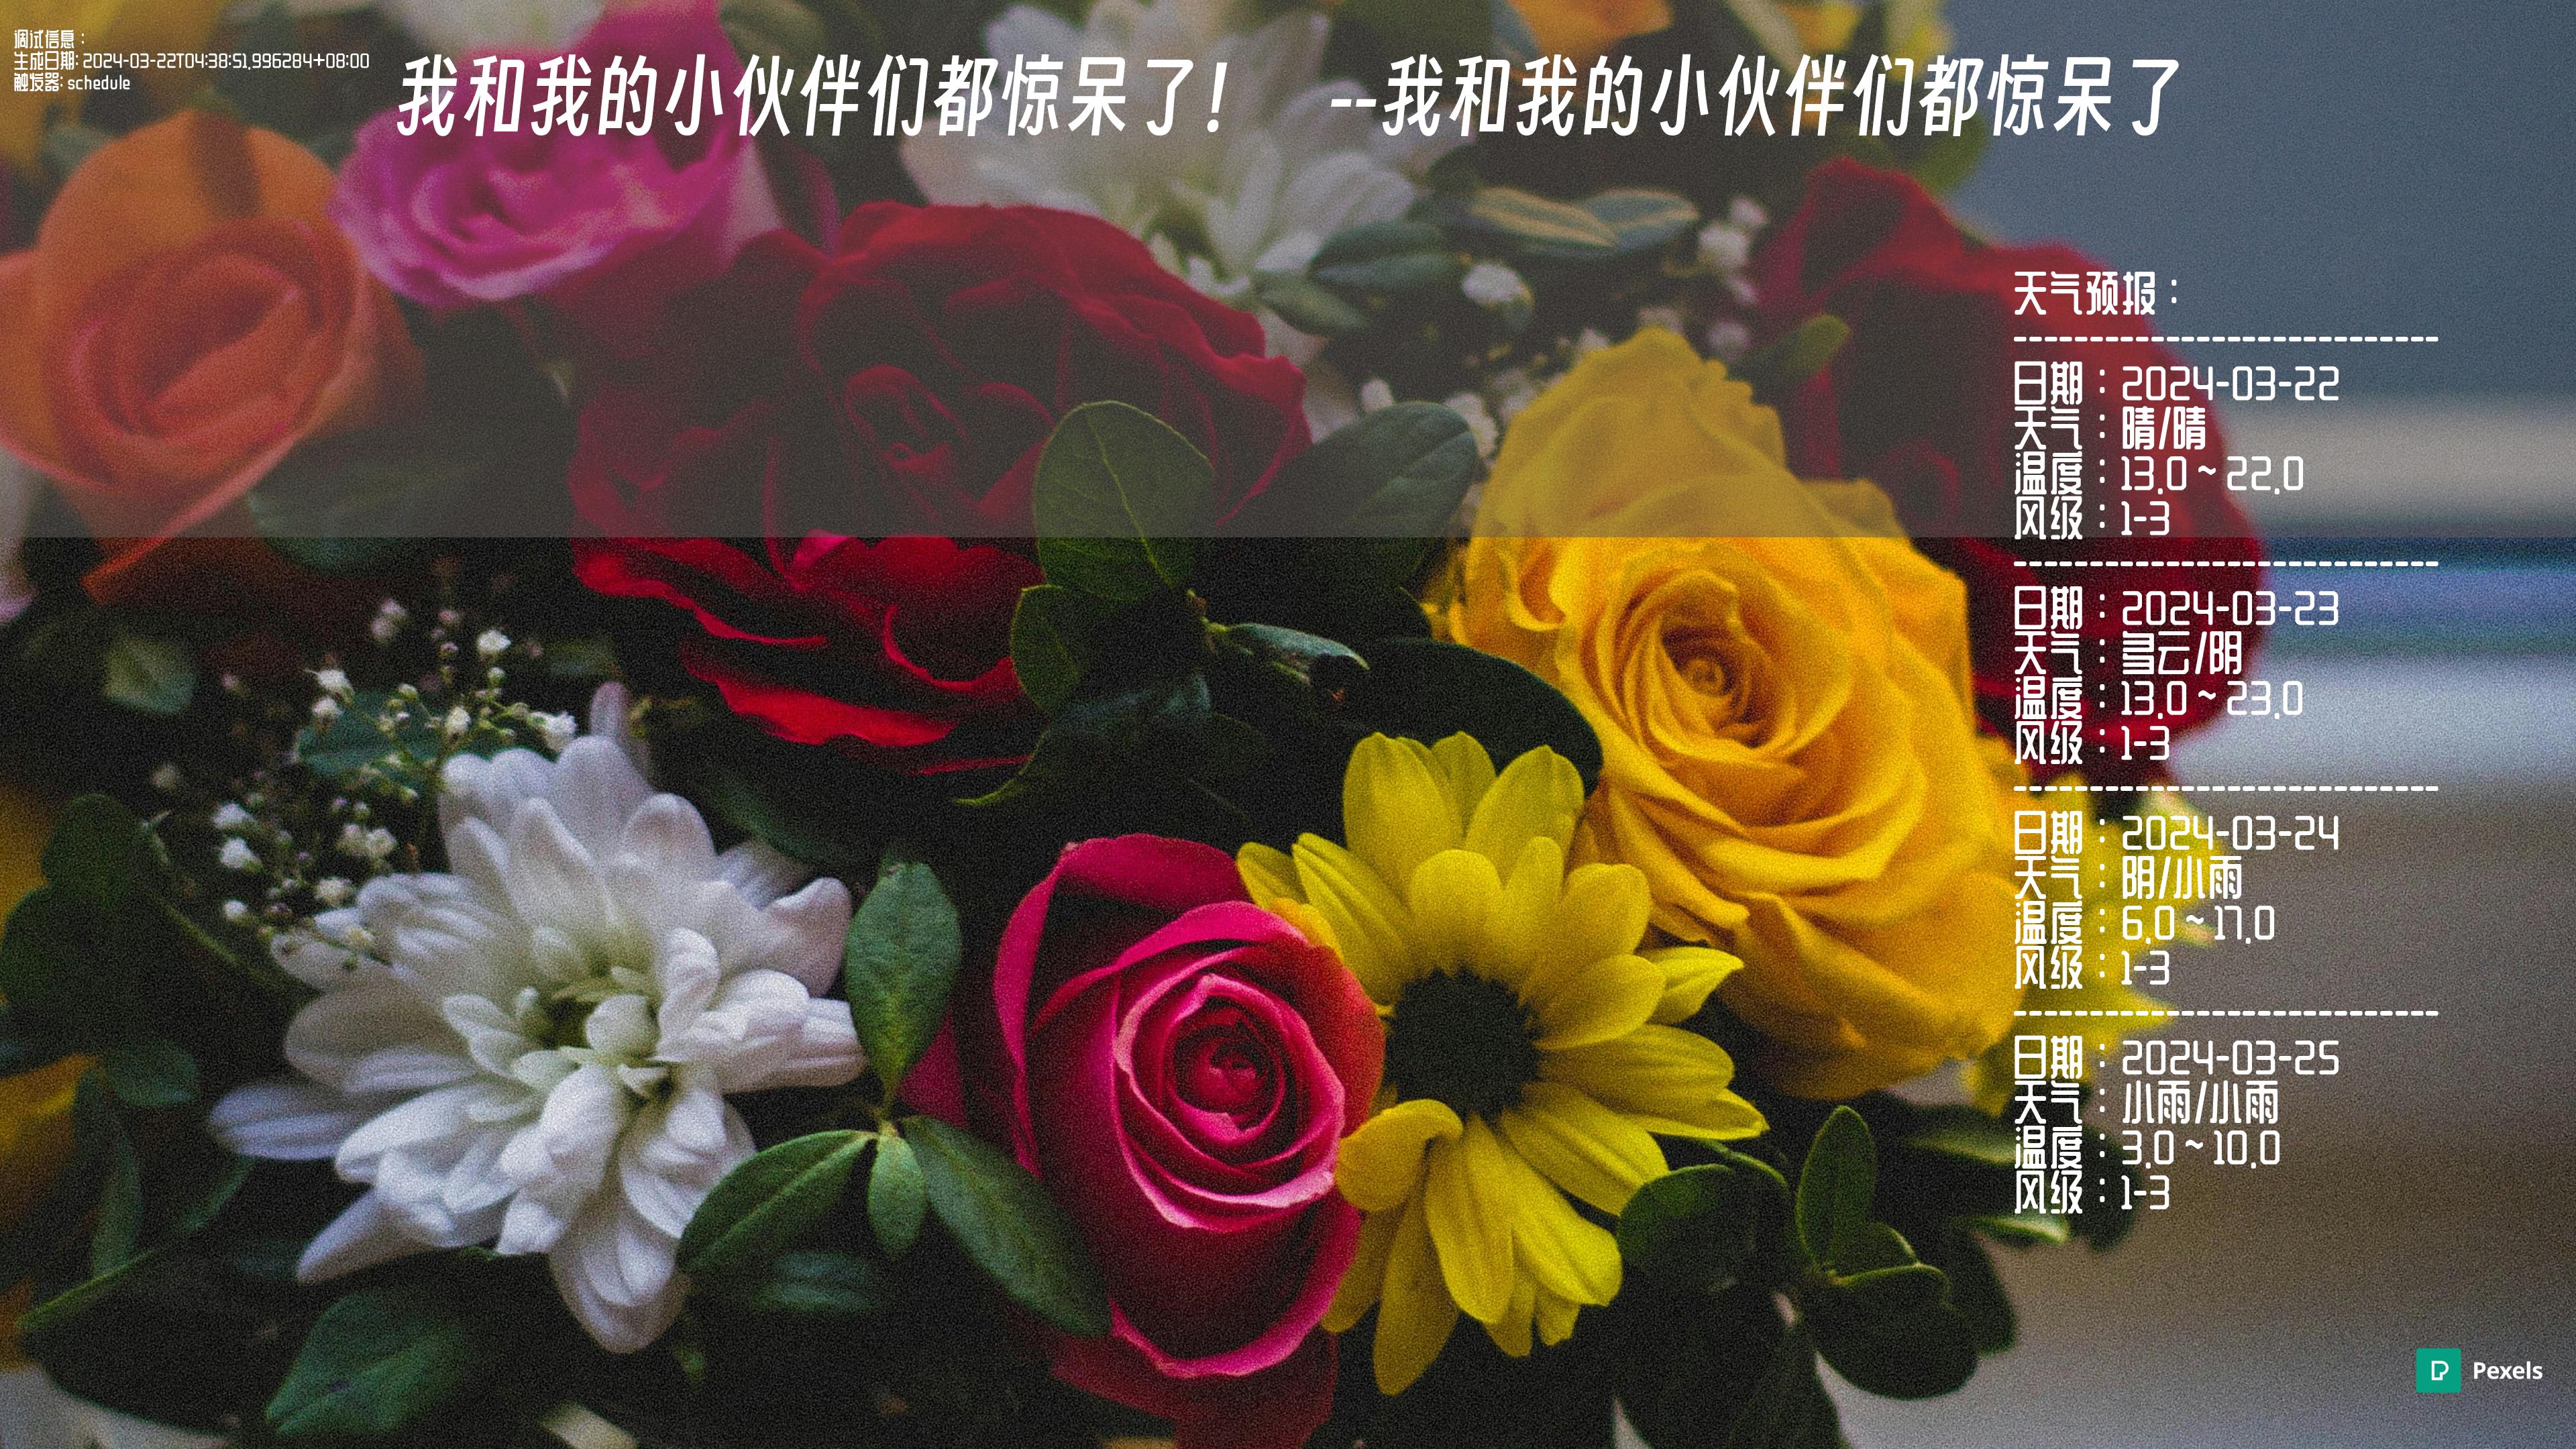 调试信息：
生成日期: 2024-03-22T04:38:51.996284+08:00
触发器: schedule
我和我的小伙伴们都惊呆了！ --我和我的小伙伴们都惊呆了
天气预报：
----------------------------
日期：2024-03-22
天气：晴/晴
温度：13.0 ~ 22.0
风级：1-3
----------------------------
日期：2024-03-23
天气：多云/阴
温度：13.0 ~ 23.0
风级：1-3
----------------------------
日期：2024-03-24
天气：阴/小雨
温度：6.0 ~ 17.0
风级：1-3
----------------------------
日期：2024-03-25
天气：小雨/小雨
温度：3.0 ~ 10.0
风级：1-3
Pexels